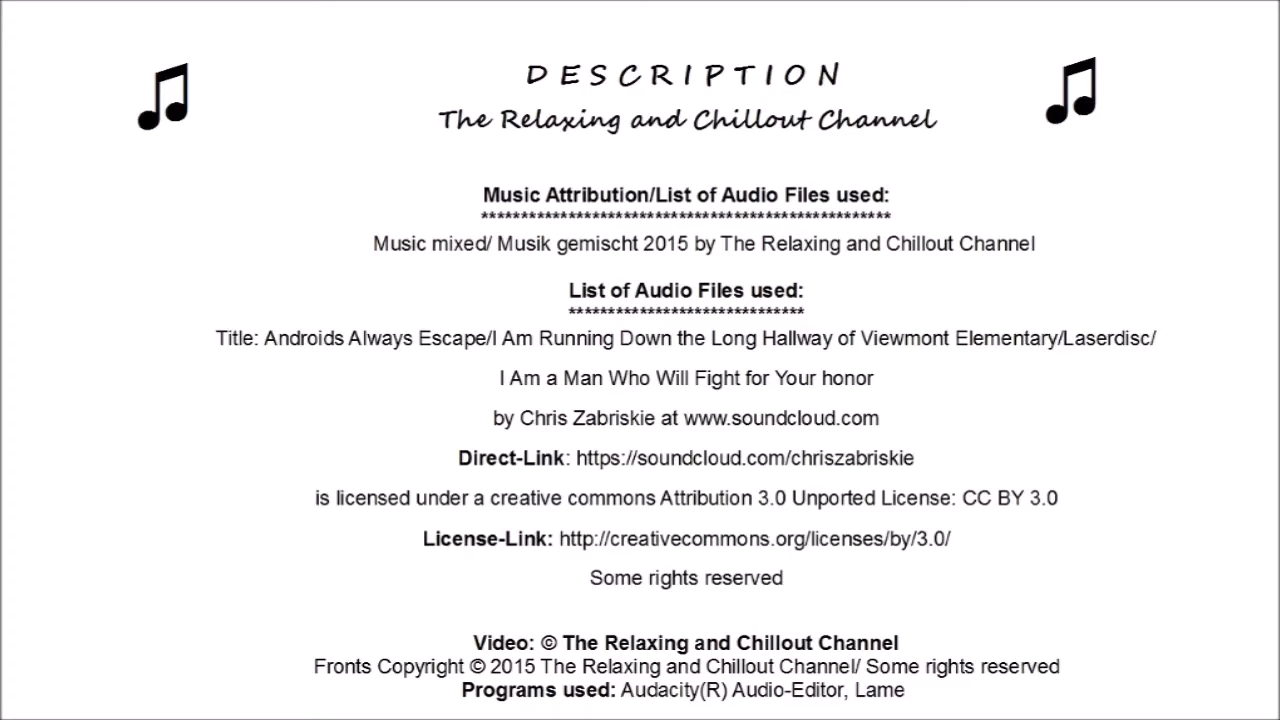 DESCRIPTION
The Relaxing and Chillout Channel
Music Attribution/List of Audio Files used:
***************************************************
Music mixed/ Musik gemischt 2015 by The Relaxing and Chillout Channel
List of Audio Files used:
******************************
Title: Androids Always Escape/I Am Running Down the Long Hallway of Viewmont Elementary/Laserdisc/
I Am a Man Who Will Fight for Your honor
by Chris Zabriskie at www.soundcloud.com
Direct-Link: https://soundcloud.com/chriszabriskie
is licensed under a creative commons Attribution 3.0 Unported License: CC BY 3.0
License-Link: http://creativecommons.org/licenses/by/3.0/
Some rights reserved
Video: © The Relaxing and Chillout Channel
Fronts Copyright © 2015 The Relaxing and Chillout Channel/ Some rights reserved
Programs used: Audacity(R) Audio-Editor, Lame